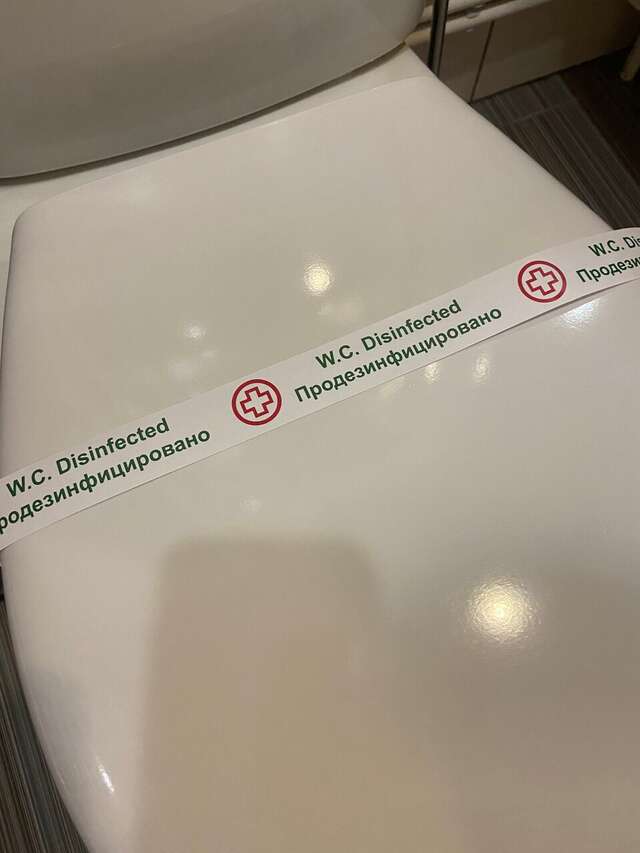 W.C. Disinfected
Продезинфицировано
W.C. Disinfected
Продезинфицировано
W.C.